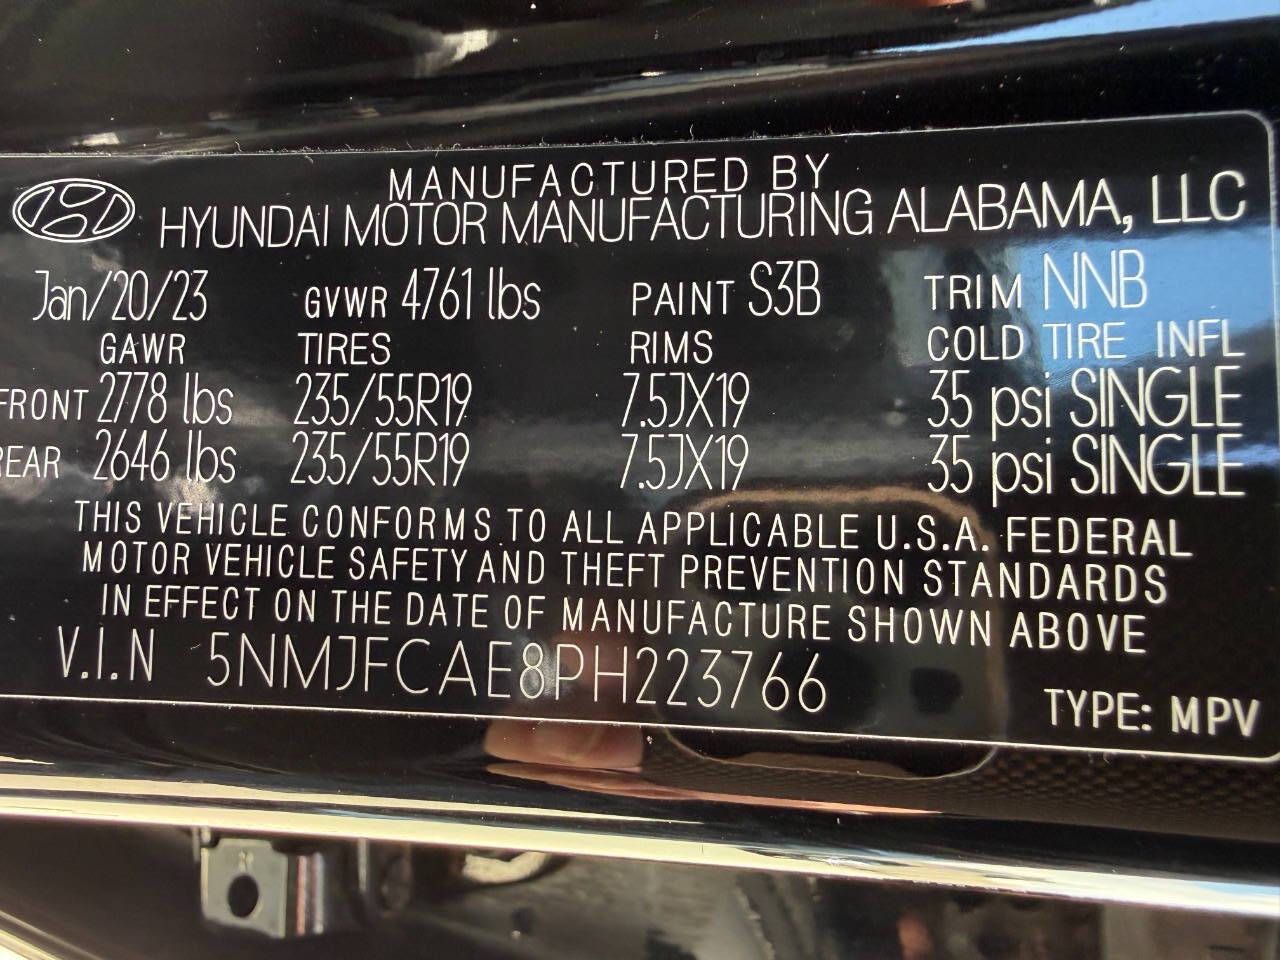 MANUFACTURED BY
HYUNDAI MOTOR MANUFACTURING ALABAMA, LLC
Jan/20/23 GVWR 4761 lbs PAINT S3B TRIM NNB
GAWR TIRES RIMS COLD TIRE INFL
FRONT 2778 lbs 235/55R19 7.5JX19 35 psi SINGLE
REAR 2646 lbs 235/55R19 7.5JX19 35 psi SINGLE
THIS VEHICLE CONFORMS TO ALL APPLICABLE U.S.A. FEDERAL
MOTOR VEHICLE SAFETY AND THEFT PREVENTION STANDARDS
IN EFFECT ON THE DATE OF MANUFACTURE SHOWN ABOVE
V.I.N 5NMJFCAE8PH223766
TYPE: MPV